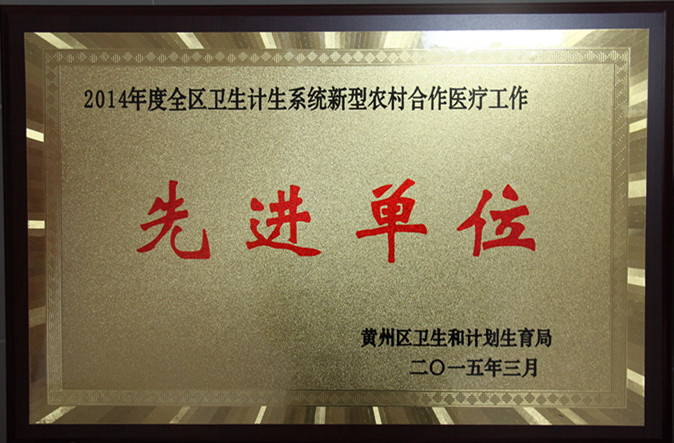 2014年度全区卫生计生系统新型农村合作医疗工作
先进单位
黄州区卫生和计划生育局
二〇一五年三月